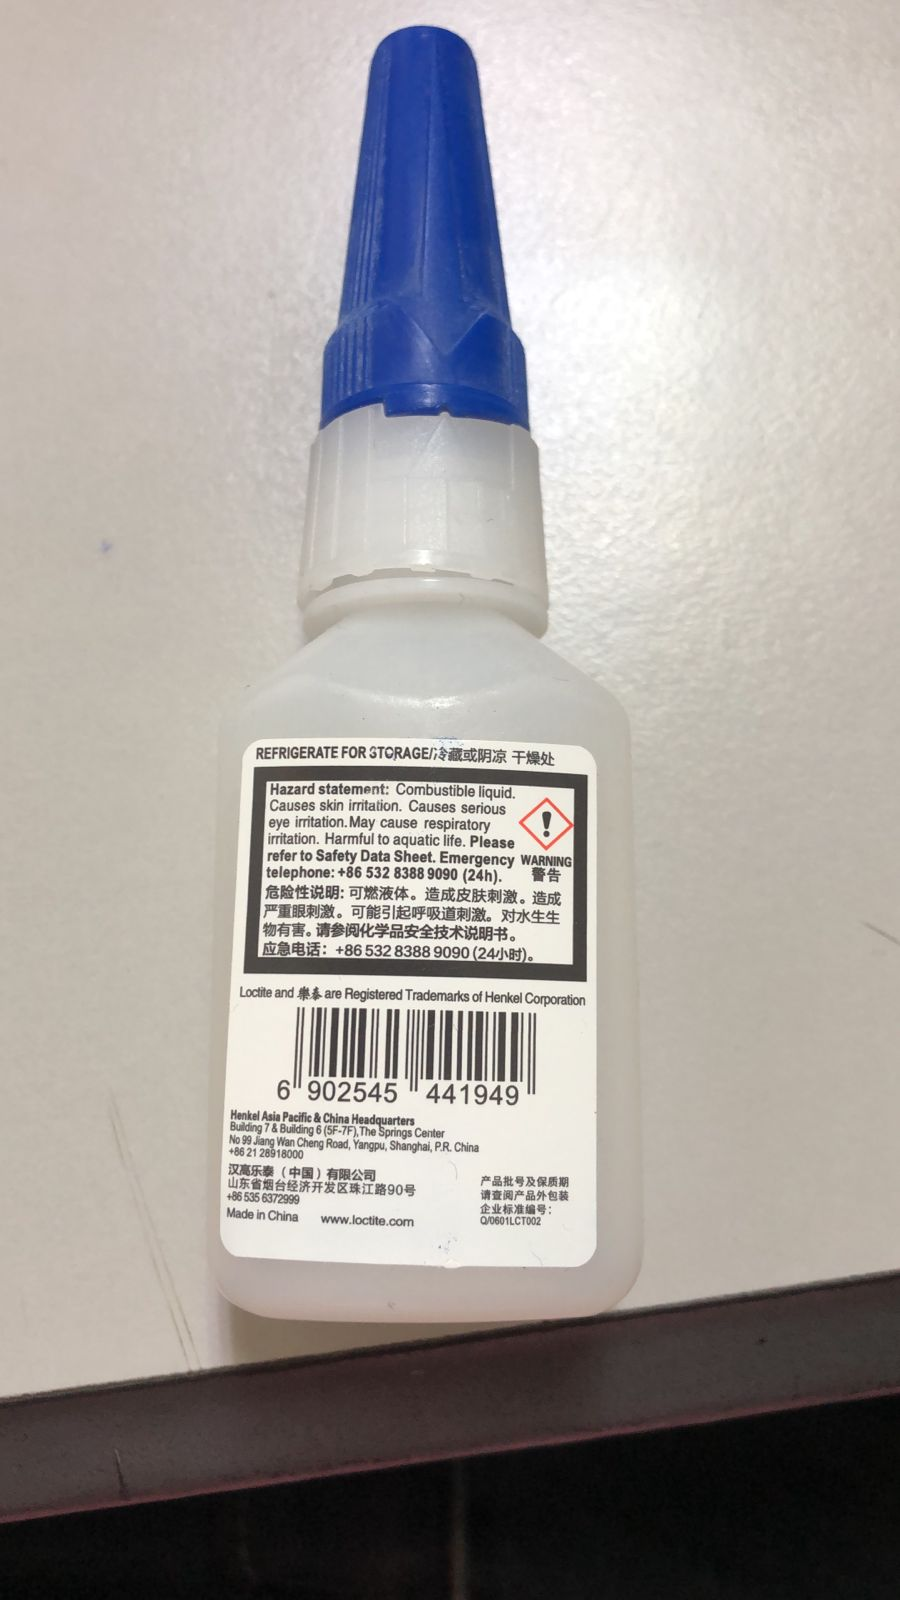 REFRIGERATE FOR STORAGE/冷藏或阴凉 干燥处
Hazard statement: Combustible liquid.
Causes skin irritation. Causes serious
eye irritation. May cause respiratory
irritation. Harmful to aquatic life. Please
refer to Safety Data Sheet. Emergency
telephone: +86 532 8388 9090 (24h).
WARNING
警告
危险性说明: 可燃液体。造成皮肤刺激。造成
严重眼刺激。可能引起呼吸道刺激。对水生生
物有害。请参阅化学品安全技术说明书。
应急电话：+86 532 8388 9090 (24小时)。
Loctite and 樂泰 are Registered Trademarks of Henkel Corporation
6 902545 441949
Henkel Asia Pacific & China Headquarters
Building 7 & Building 6 (5F-7F),The Springs Center
No 99 Jiang Wan Cheng Road, Yangpu, Shanghai, P.R. China
+86 21 28918000
汉高乐泰（中国）有限公司
山东省烟台经济开发区珠江路90号
+86 535 6372999
Made in China www.loctite.com
产品批号及保质期
请查阅产品外包装
企业标准编号：
Q/0601LCT002